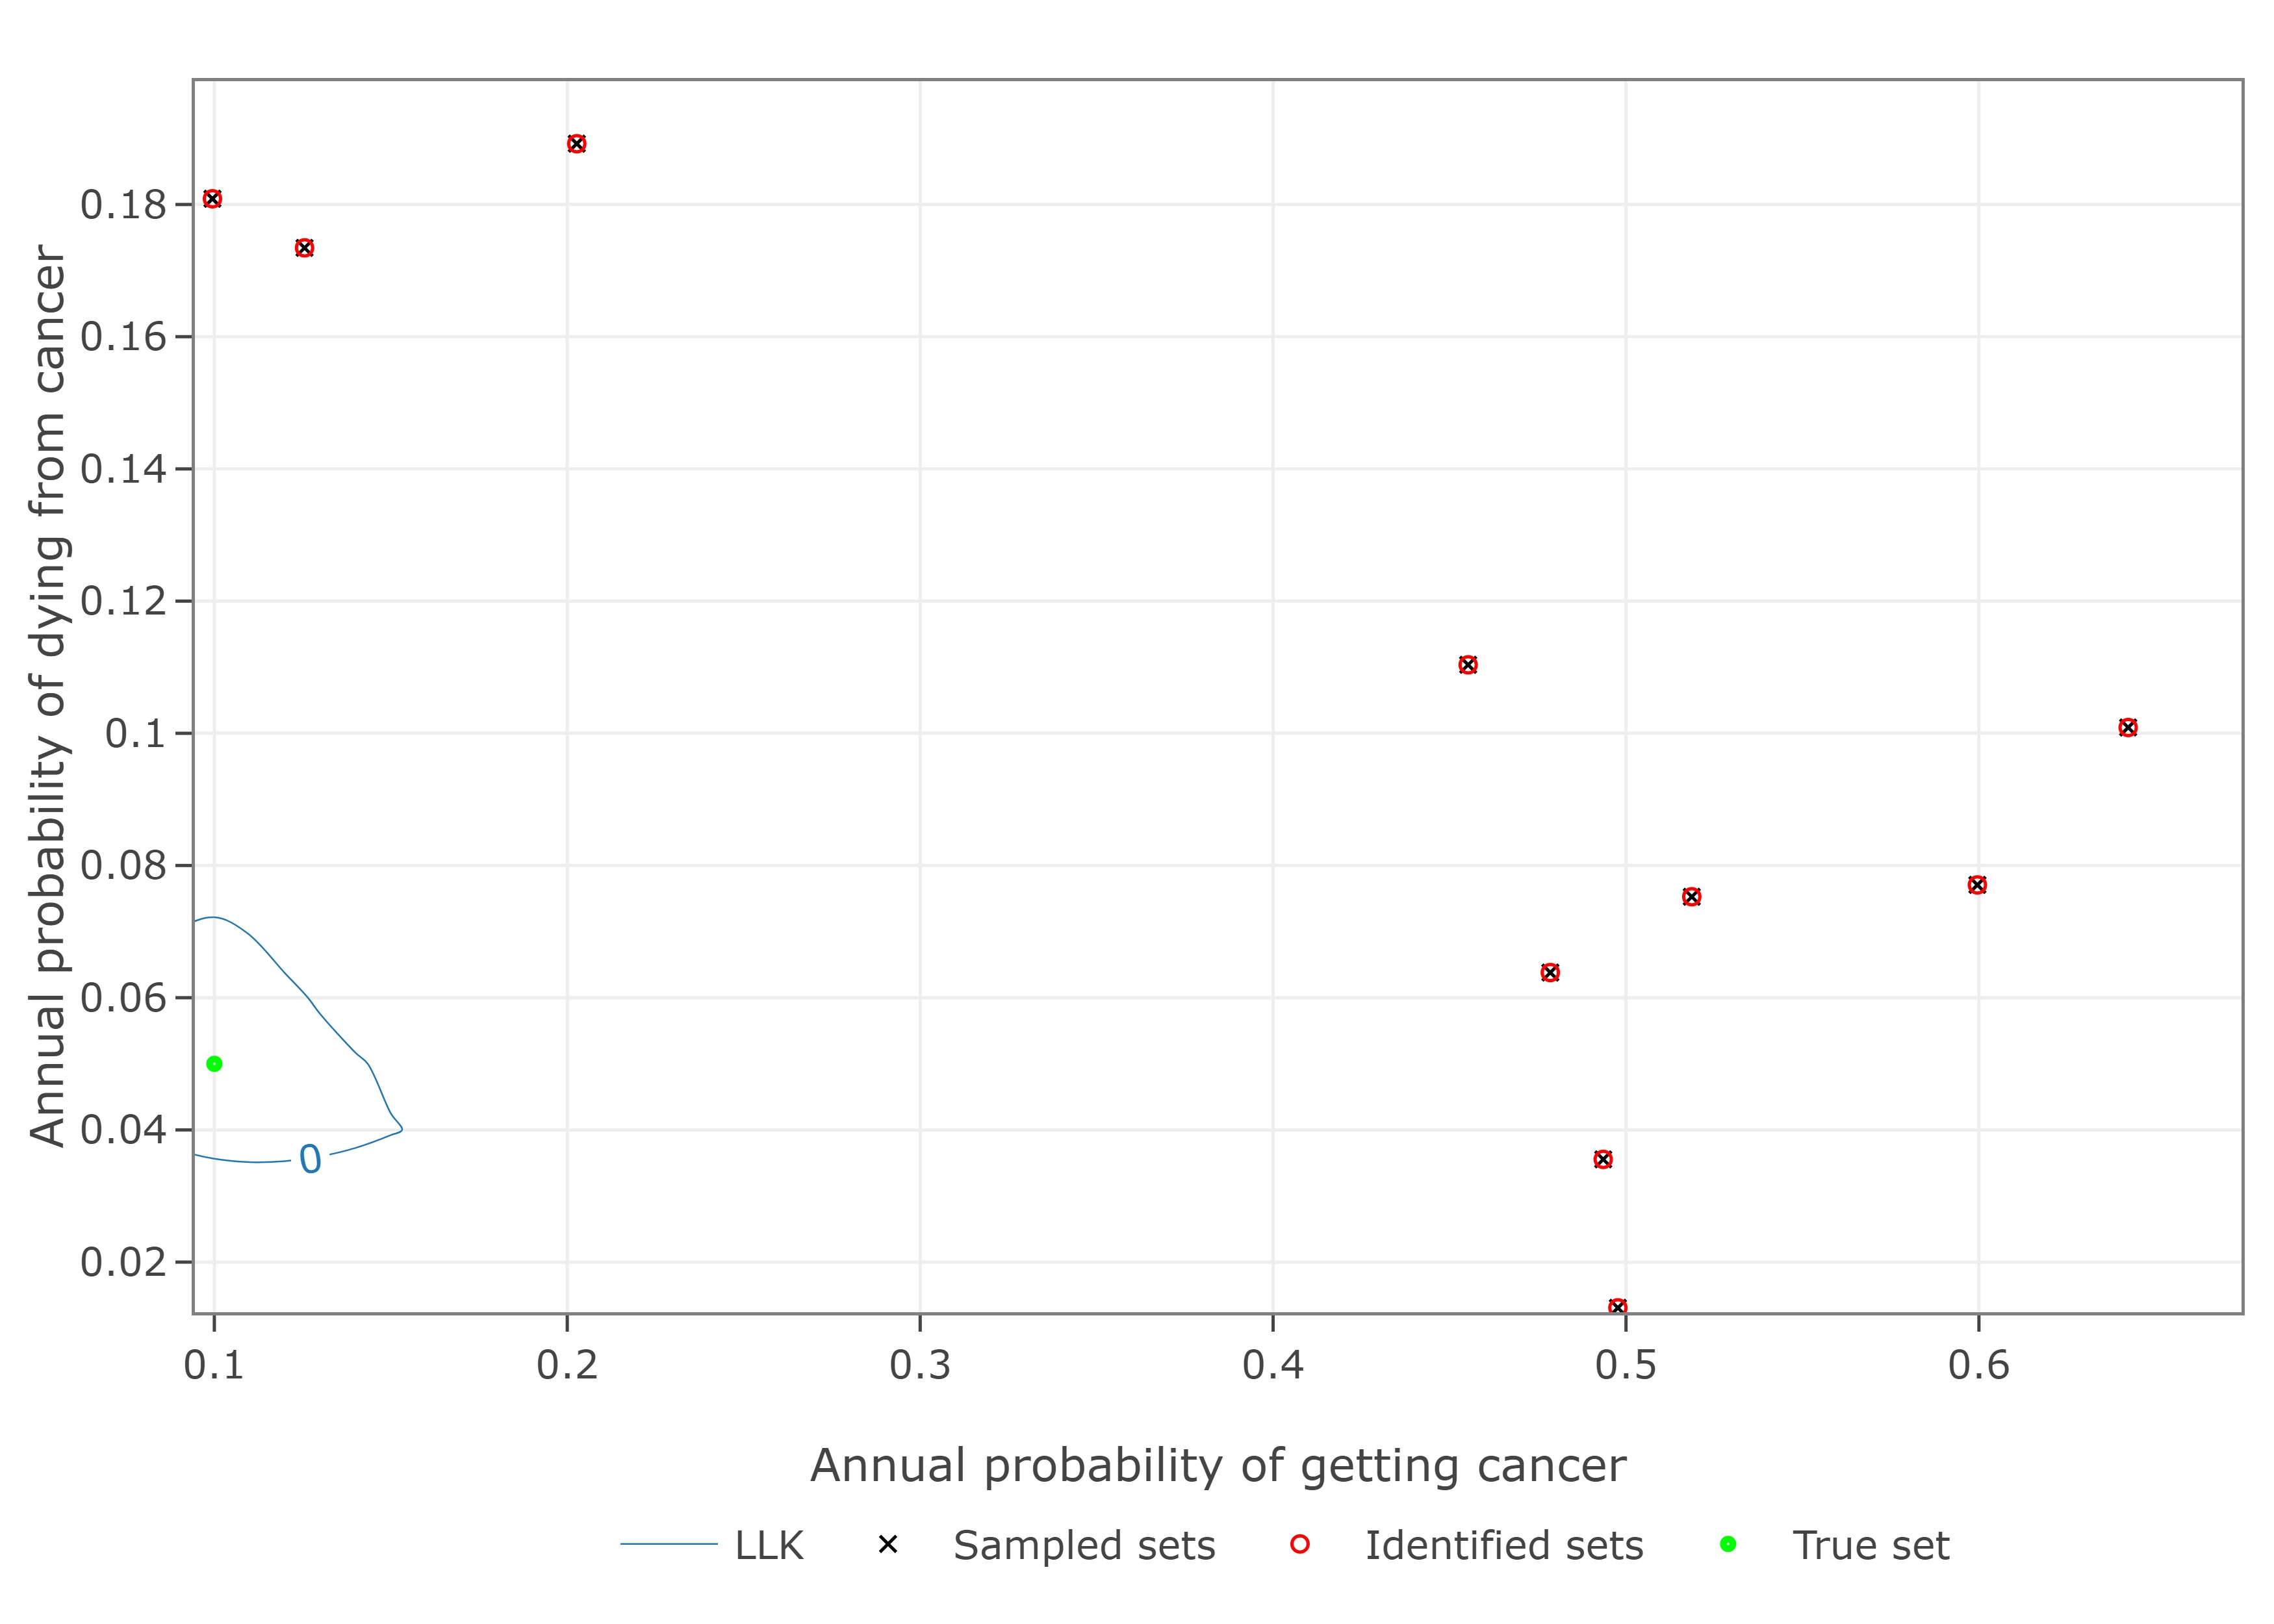 Annual probability of dying from cancer
0.18
0.16
0.14
0.12
0.1
0.08
0.06
0.04
0.02
0
0.1 0.2 0.3 0.4 0.5 0.6
Annual probability of getting cancer
LLK Sampled sets Identified sets True set